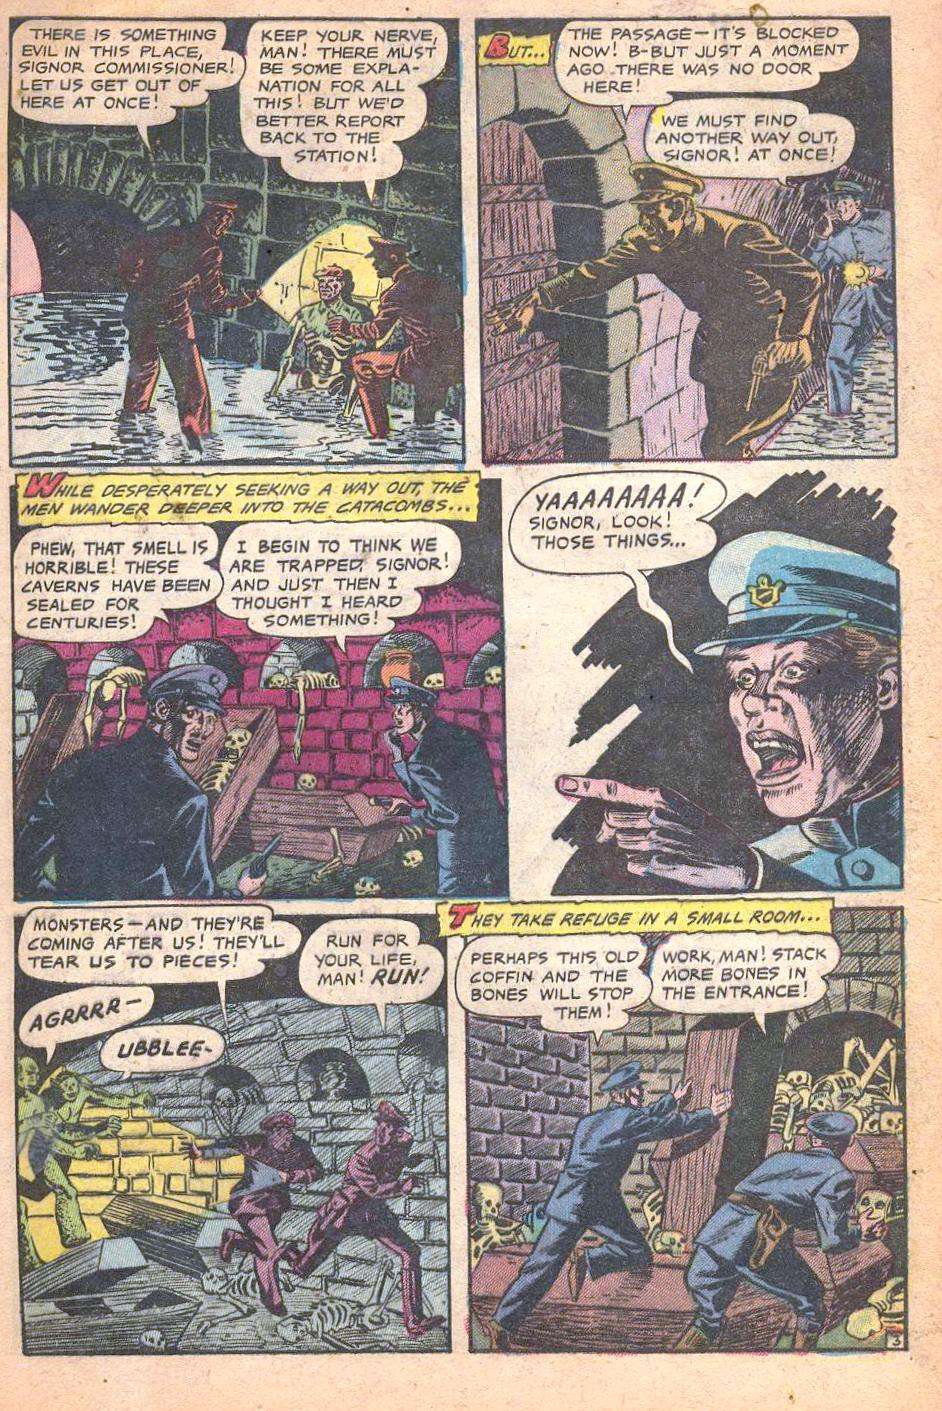 THERE IS SOMETHING
EVIL IN THIS PLACE,
SIGNOR COMMISSIONER!
LET US GET OUT OF
HERE AT ONCE!
KEEP YOUR NERVE,
MAN! THERE MUST
BE SOME EXPLA-
NATION FOR ALL
THIS! BUT WE'D
BETTER REPORT
BACK TO THE
STATION!
BUT...
THE PASSAGE—IT'S BLOCKED
NOW! B-BUT JUST A MOMENT
AGO THERE WAS NO DOOR
HERE!
WE MUST FIND
ANOTHER WAY OUT,
SIGNOR! AT ONCE!
WHILE DESPERATELY SEEKING A WAY OUT, THE
MEN WANDER DEEPER INTO THE CATACOMBS...
PHEW, THAT SMELL IS
HORRIBLE! THESE
CAVERNS HAVE BEEN
SEALED FOR
CENTURIES!
I BEGIN TO THINK WE
ARE TRAPPED, SIGNOR!
AND JUST THEN I
THOUGHT I HEARD
SOMETHING!
YAAAAAAAA!
SIGNOR, LOOK!
THOSE THINGS...
MONSTERS—AND THEY'RE
COMING AFTER US! THEY'LL
TEAR US TO PIECES!
RUN FOR
YOUR LIFE,
MAN! RUN!
AGRRRR—
UBBLEE-
THEY TAKE REFUGE IN A SMALL ROOM...
PERHAPS THIS OLD
COFFIN AND THE
BONES WILL STOP
THEM!
WORK, MAN! STACK
MORE BONES IN
THE ENTRANCE!
3